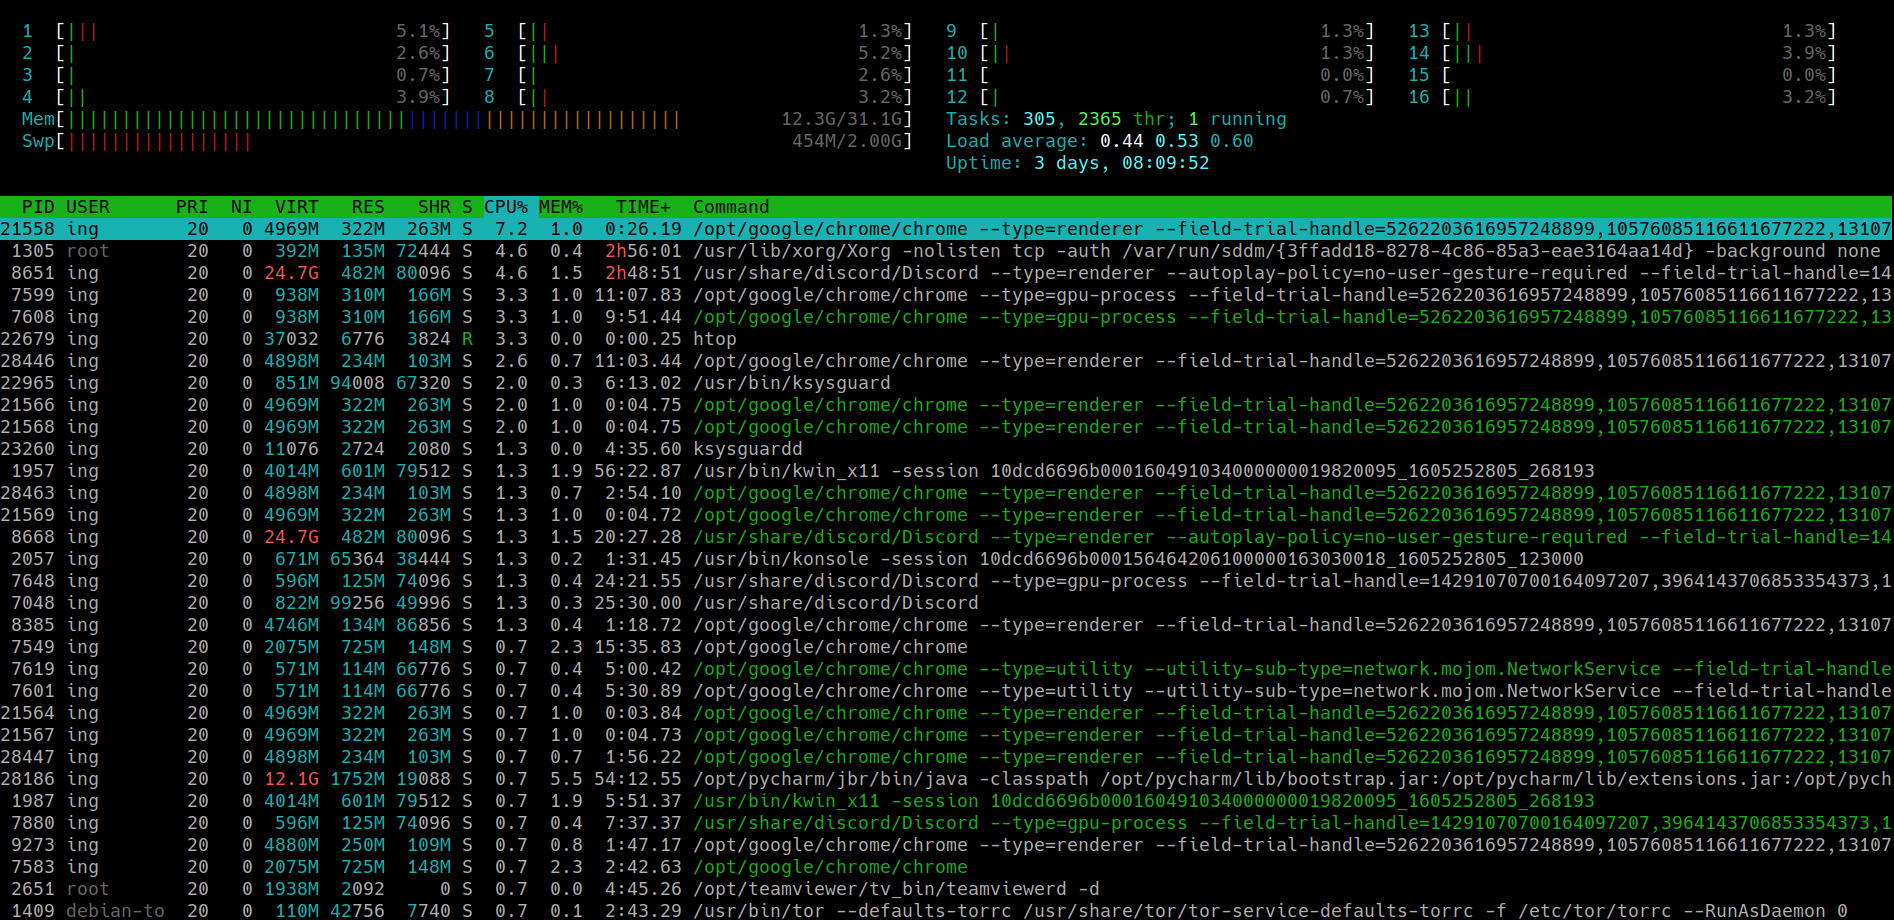 1 [||| 5.1%] 5 [|| 1.3%] 9 [| 1.3%] 13 [|| 1.3%]
2 [| 2.6%] 6 [||| 5.2%] 10 [|| 1.3%] 14 [||| 3.9%]
3 [| 0.7%] 7 [| 2.6%] 11 [ 0.0%] 15 [ 0.0%]
4 [|| 3.9%] 8 [|| 3.2%] 12 [| 0.7%] 16 [|| 3.2%]
Mem[||||||||||||||||||||||||||||||||||||||||||||||||||||||||| 12.3G/31.1G] Tasks: 305, 2365 thr; 1 running
Swp[||||||||||||||||| 454M/2.00G] Load average: 0.44 0.53 0.60
Uptime: 3 days, 08:09:52
PID USER PRI NI VIRT RES SHR S CPU% MEM% TIME+ Command
21558 ing 20 0 4969M 322M 263M S 7.2 1.0 0:26.19 /opt/google/chrome/chrome --type=renderer --field-trial-handle=5262203616957248899,10576085116611677222,13107
1305 root 20 0 392M 135M 72444 S 4.6 0.4 2h56:01 /usr/lib/xorg/Xorg -nolisten tcp -auth /var/run/sddm/{3ffadd18-8278-4c86-85a3-eae3164aa14d} -background none
8651 ing 20 0 24.7G 482M 80096 S 4.6 1.5 2h48:51 /usr/share/discord/Discord --type=renderer --autoplay-policy=no-user-gesture-required --field-trial-handle=14
7599 ing 20 0 938M 310M 166M S 3.3 1.0 11:07.83 /opt/google/chrome/chrome --type=gpu-process --field-trial-handle=5262203616957248899,10576085116611677222,13
7608 ing 20 0 938M 310M 166M S 3.3 1.0 9:51.44 /opt/google/chrome/chrome --type=gpu-process --field-trial-handle=5262203616957248899,10576085116611677222,13
22679 ing 20 0 37032 6776 3824 R 3.3 0.0 0:00.25 htop
28446 ing 20 0 4898M 234M 103M S 2.6 0.7 11:03.44 /opt/google/chrome/chrome --type=renderer --field-trial-handle=5262203616957248899,10576085116611677222,13107
22965 ing 20 0 851M 94008 67320 S 2.0 0.3 6:13.02 /usr/bin/ksysguard
21566 ing 20 0 4969M 322M 263M S 2.0 1.0 0:04.75 /opt/google/chrome/chrome --type=renderer --field-trial-handle=5262203616957248899,10576085116611677222,13107
21568 ing 20 0 4969M 322M 263M S 2.0 1.0 0:04.75 /opt/google/chrome/chrome --type=renderer --field-trial-handle=5262203616957248899,10576085116611677222,13107
23260 ing 20 0 11076 2724 2080 S 1.3 0.0 4:35.60 ksysguardd
1957 ing 20 0 4014M 601M 79512 S 1.3 1.9 56:22.87 /usr/bin/kwin_x11 -session 10dcd6696b000160491034000000019820095_1605252805_268193
28463 ing 20 0 4898M 234M 103M S 1.3 0.7 2:54.10 /opt/google/chrome/chrome --type=renderer --field-trial-handle=5262203616957248899,10576085116611677222,13107
21569 ing 20 0 4969M 322M 263M S 1.3 1.0 0:04.72 /opt/google/chrome/chrome --type=renderer --field-trial-handle=5262203616957248899,10576085116611677222,13107
8668 ing 20 0 24.7G 482M 80096 S 1.3 1.5 20:27.28 /usr/share/discord/Discord --type=renderer --autoplay-policy=no-user-gesture-required --field-trial-handle=14
2057 ing 20 0 671M 65364 38444 S 1.3 0.2 1:31.45 /usr/bin/konsole -session 10dcd6696b000156464206100000163030018_1605252805_123000
7648 ing 20 0 596M 125M 74096 S 1.3 0.4 24:21.55 /usr/share/discord/Discord --type=gpu-process --field-trial-handle=14291070700164097207,3964143706853354373,1
7048 ing 20 0 822M 99256 49996 S 1.3 0.3 25:30.00 /usr/share/discord/Discord
8385 ing 20 0 4746M 134M 86856 S 1.3 0.4 1:18.72 /opt/google/chrome/chrome --type=renderer --field-trial-handle=5262203616957248899,10576085116611677222,13107
7549 ing 20 0 2075M 725M 148M S 0.7 2.3 15:35.83 /opt/google/chrome/chrome
7619 ing 20 0 571M 114M 66776 S 0.7 0.4 5:00.42 /opt/google/chrome/chrome --type=utility --utility-sub-type=network.mojom.NetworkService --field-trial-handle
7601 ing 20 0 571M 114M 66776 S 0.7 0.4 5:30.89 /opt/google/chrome/chrome --type=utility --utility-sub-type=network.mojom.NetworkService --field-trial-handle
21564 ing 20 0 4969M 322M 263M S 0.7 1.0 0:03.84 /opt/google/chrome/chrome --type=renderer --field-trial-handle=5262203616957248899,10576085116611677222,13107
21567 ing 20 0 4969M 322M 263M S 0.7 1.0 0:04.73 /opt/google/chrome/chrome --type=renderer --field-trial-handle=5262203616957248899,10576085116611677222,13107
28447 ing 20 0 4898M 234M 103M S 0.7 0.7 1:56.22 /opt/google/chrome/chrome --type=renderer --field-trial-handle=5262203616957248899,10576085116611677222,13107
28186 ing 20 0 12.1G 1752M 19088 S 0.7 5.5 54:12.55 /opt/pycharm/jbr/bin/java -classpath /opt/pycharm/lib/bootstrap.jar:/opt/pycharm/lib/extensions.jar:/opt/pych
1987 ing 20 0 4014M 601M 79512 S 0.7 1.9 5:51.37 /usr/bin/kwin_x11 -session 10dcd6696b000160491034000000019820095_1605252805_268193
7880 ing 20 0 596M 125M 74096 S 0.7 0.4 7:37.37 /usr/share/discord/Discord --type=gpu-process --field-trial-handle=14291070700164097207,3964143706853354373,1
9273 ing 20 0 4880M 250M 109M S 0.7 0.8 1:47.17 /opt/google/chrome/chrome --type=renderer --field-trial-handle=5262203616957248899,10576085116611677222,13107
7583 ing 20 0 2075M 725M 148M S 0.7 2.3 2:42.63 /opt/google/chrome/chrome
2651 root 20 0 1938M 2092 0 S 0.7 0.0 4:45.26 /opt/teamviewer/tv_bin/teamviewerd -d
1409 debian-to 20 0 110M 42756 7740 S 0.7 0.1 2:43.29 /usr/bin/tor --defaults-torrc /usr/share/tor/tor-service-defaults-torrc -f /etc/tor/torrc --RunAsDaemon 0